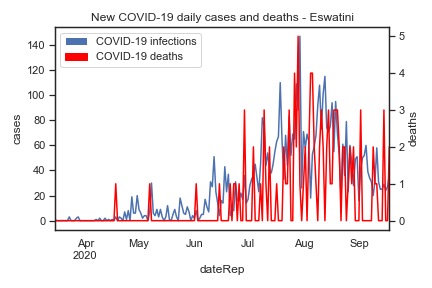 New COVID-19 daily cases and deaths - Eswatini
COVID-19 infections
COVID-19 deaths
140
120
100
80
60
40
20
0
cases
5
4
3
2
1
0
deaths
Apr
2020
May
Jun
Jul
Aug
Sep
dateRep